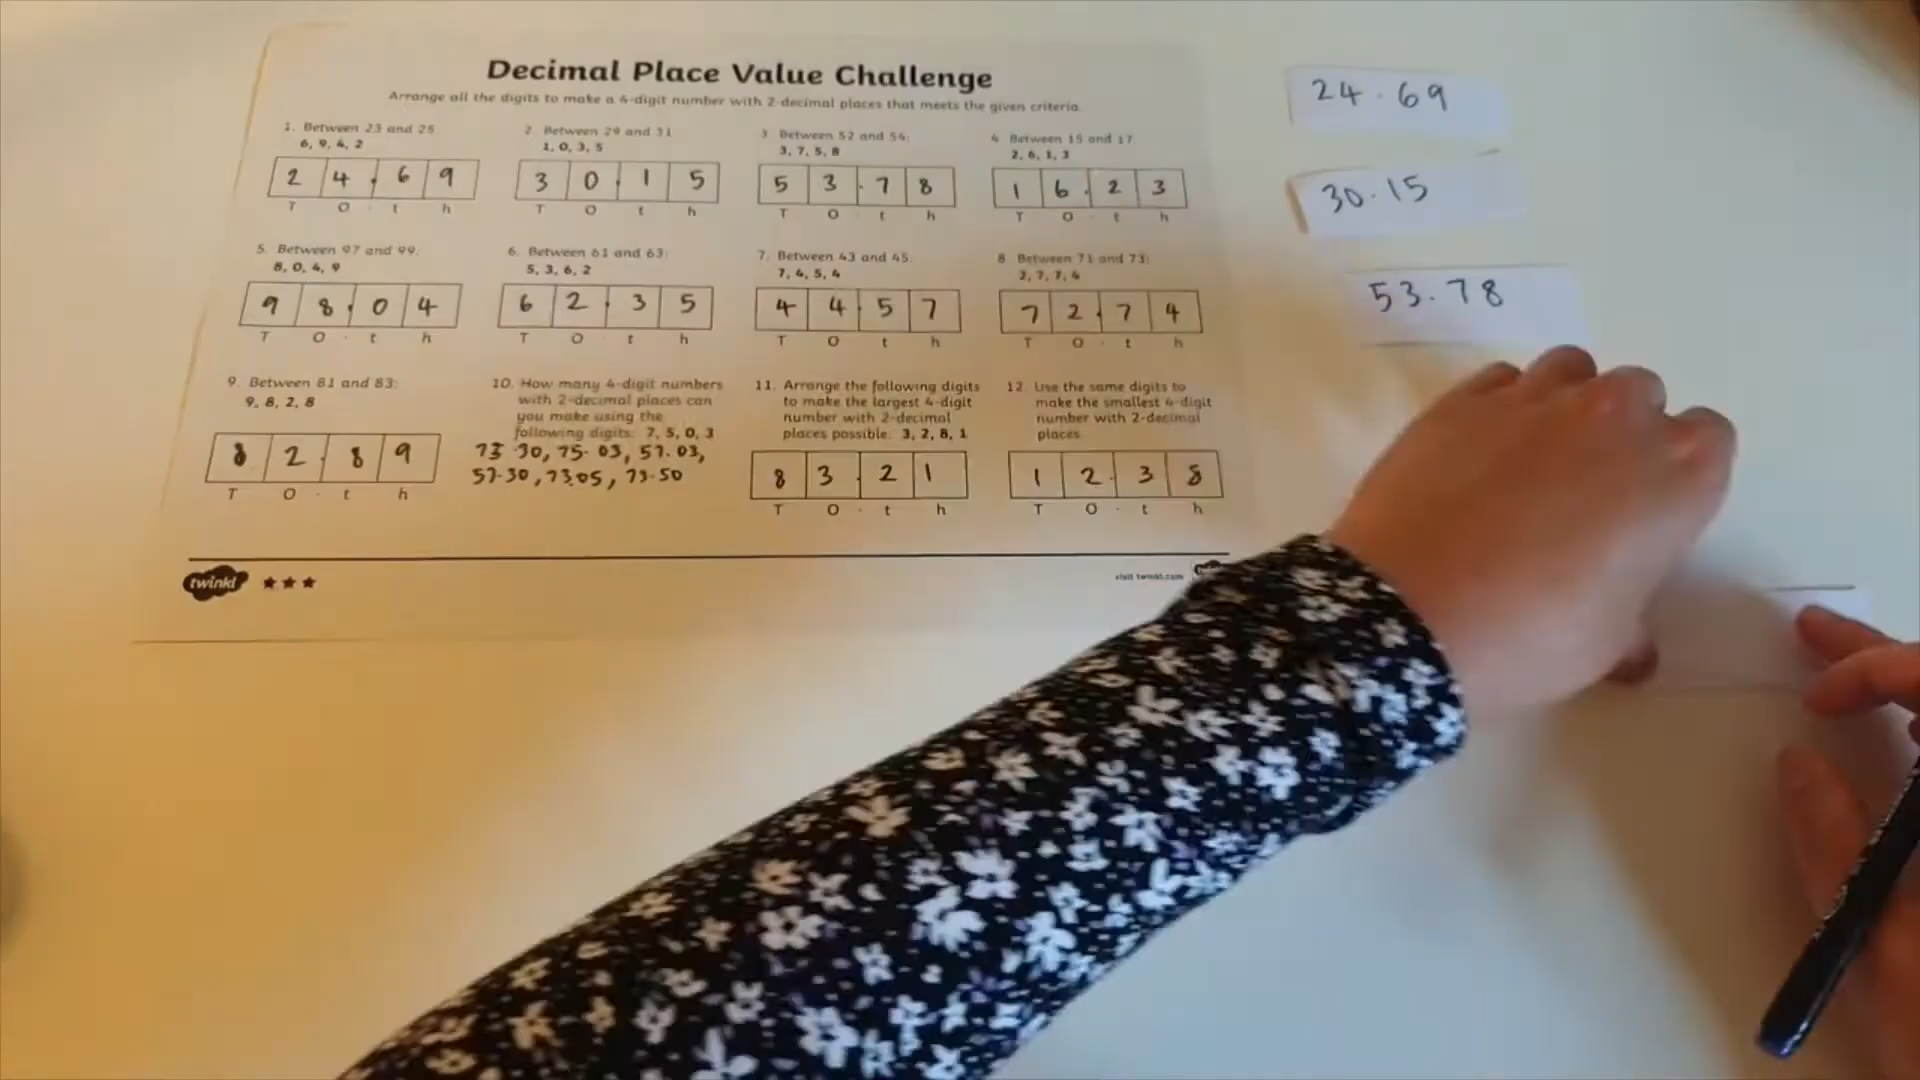 Decimal Place Value Challenge
Arrange all the digits to make a 4-digit number with 2-decimal places that meets the given criteria.
1. Between 23 and 25
6, 9, 4, 2
2 4 . 6 9
T O . t h
2. Between 29 and 31
1, 0, 3, 5
3 0 . 1 5
T O . t h
3. Between 52 and 54:
3, 7, 5, 8
5 3 . 7 8
T O . t h
4. Between 15 and 17
2, 6, 1, 3
1 6 . 2 3
T O . t h
5. Between 97 and 99:
8, 0, 4, 9
9 8 . 0 4
T O . t h
6. Between 61 and 63:
5, 3, 6, 2
6 2 . 3 5
T O . t h
7. Between 43 and 45:
7, 4, 5, 4
4 4 . 5 7
T O . t h
8. Between 71 and 73:
2, 7, 7, 4
7 2 . 7 4
T O . t h
9. Between 81 and 83:
9, 8, 2, 8
8 2 . 8 9
T O . t h
10. How many 4-digit numbers
with 2-decimal places can
you make using the
following digits: 7, 5, 0, 3
75.30, 75.03, 57.03,
57.30, 73.05, 73.50
11. Arrange the following digits
to make the largest 4-digit
number with 2-decimal
places possible: 3, 2, 8, 1
8 3 . 2 1
T O . t h
12. Use the same digits to
make the smallest 4-digit
number with 2-decimal
places
1 2 . 3 8
T O . t h
twinkl
visit twinkl.com
24.69
30.15
53.78